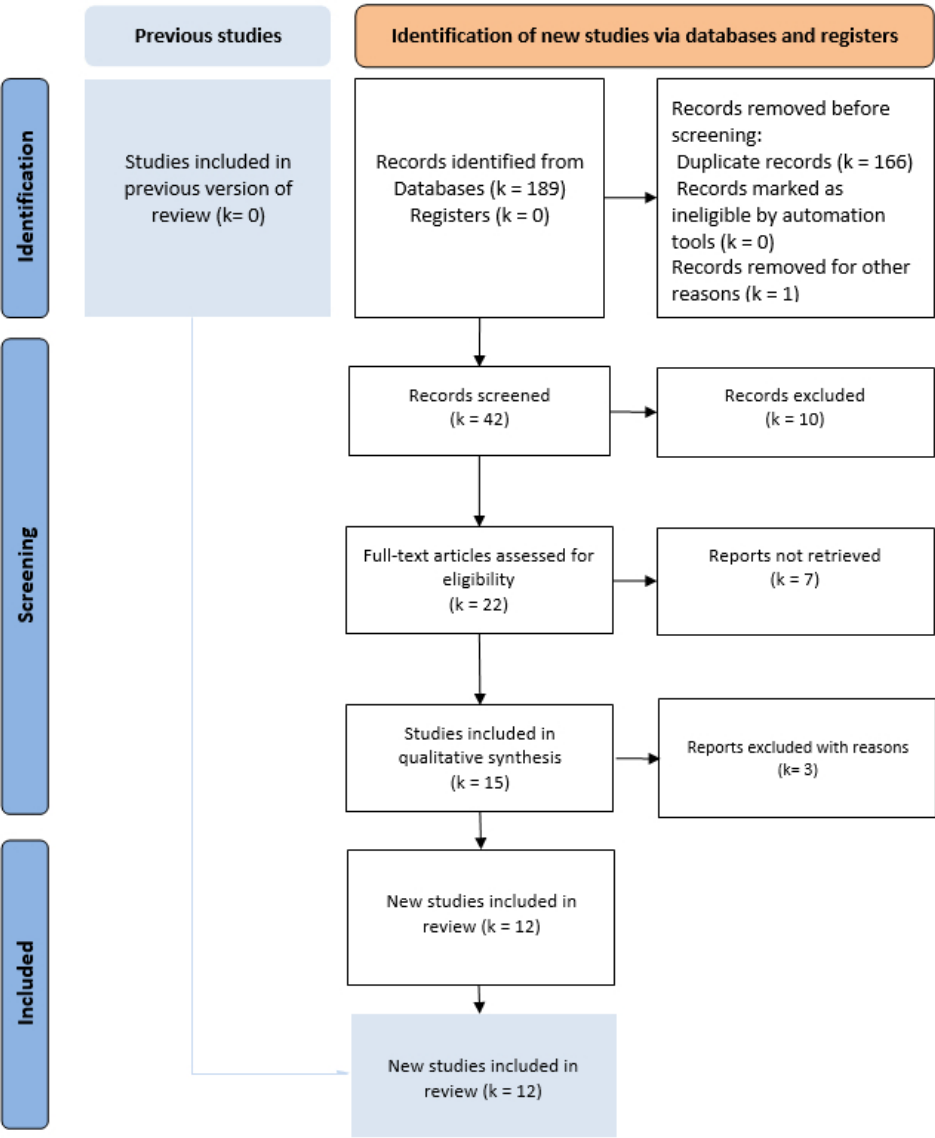 Previous studies
Identification of new studies via databases and registers
Identification
Studies included in
previous version of
review (k= 0)
Records identified from
Databases (k = 189)
Registers (k = 0)
Records removed before
screening:
Duplicate records (k = 166)
Records marked as
ineligible by automation
tools (k = 0)
Records removed for other
reasons (k = 1)
Screening
Records screened
(k = 42)
Records excluded
(k = 10)
Full-text articles assessed for
eligibility
(k = 22)
Reports not retrieved
(k = 7)
Studies included in
qualitative synthesis
(k = 15)
Reports excluded with reasons
(k= 3)
Included
New studies included in
review (k = 12)
New studies included in
review (k = 12)